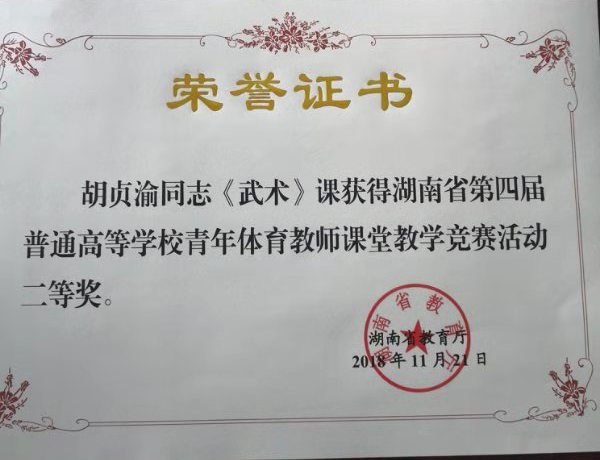 荣誉证书
胡贞渝同志《武术》课获得湖南省第四届
普通高等学校青年体育教师课堂教学竞赛活动
二等奖。
湖南省教育厅
湖南省教育厅
2018年11月21日